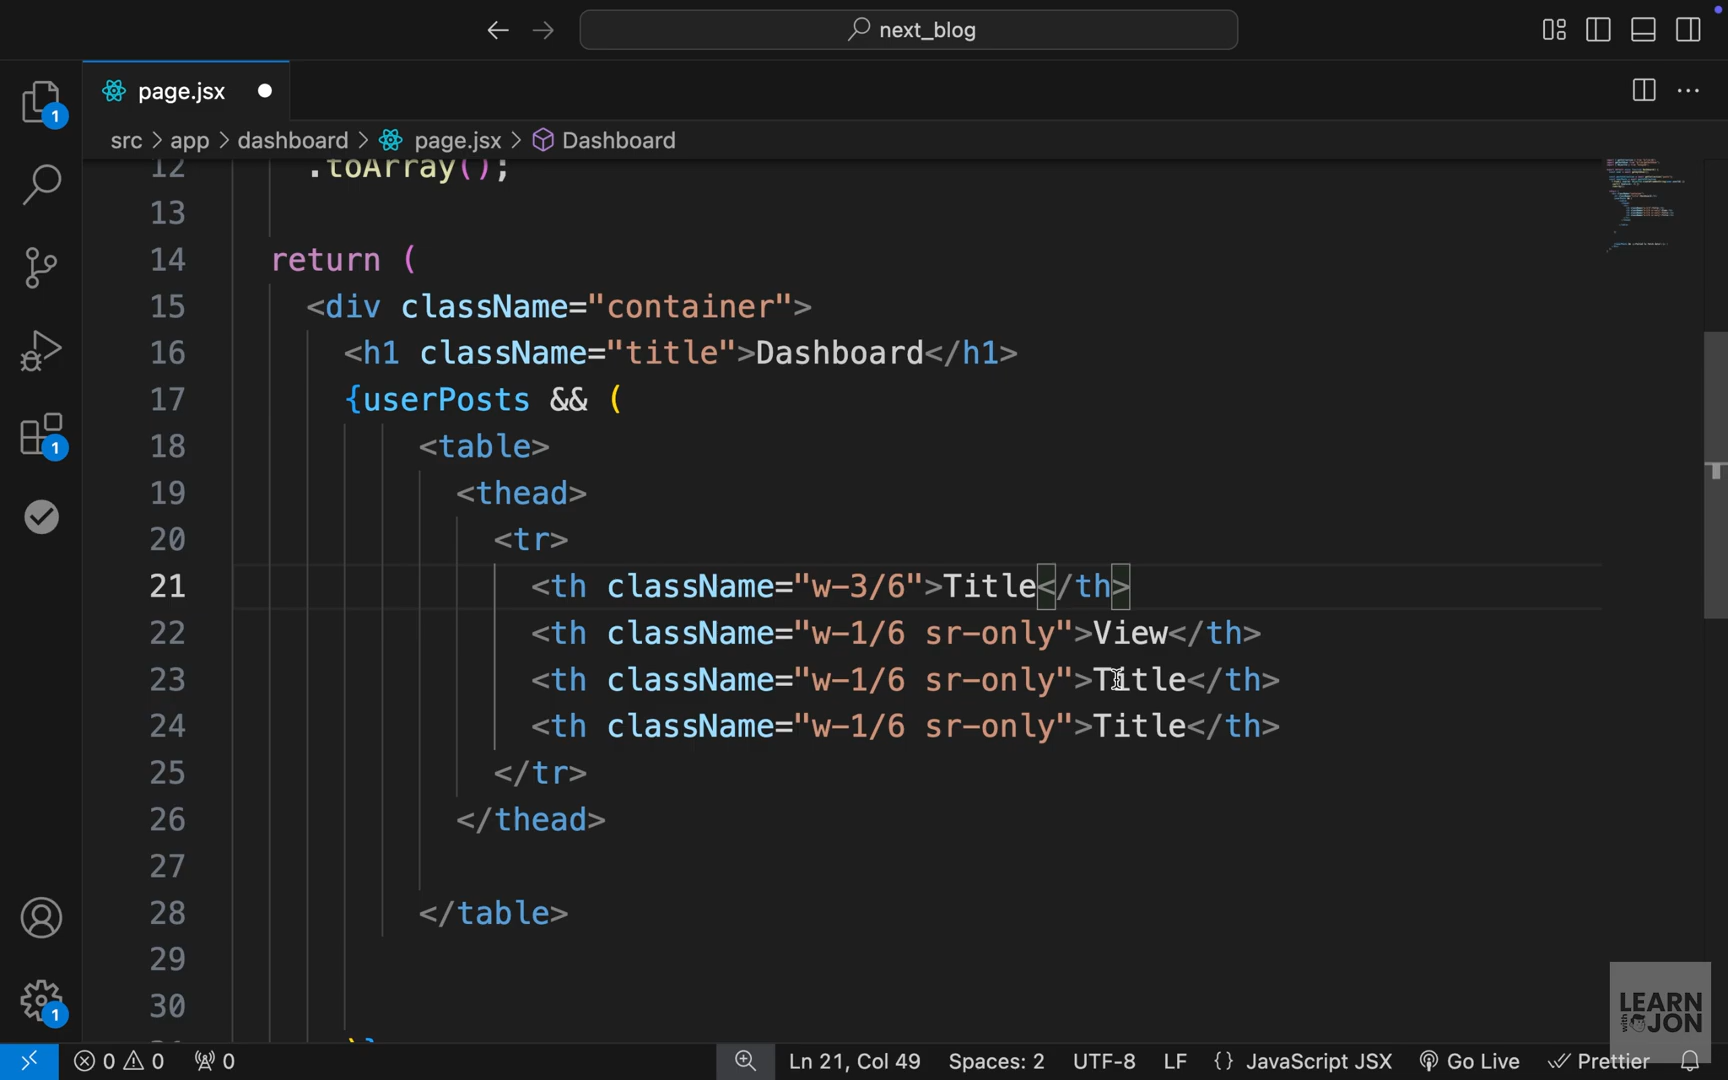 next_blog
page.jsx
src > app > dashboard > page.jsx > Dashboard
12 .toArray();
13
14 return (
15 <div className="container">
16 <h1 className="title">Dashboard</h1>
17 {userPosts && (
18 <table>
19 <thead>
20 <tr>
21 <th className="w-3/6">Title</th>
22 <th className="w-1/6 sr-only">View</th>
23 <th className="w-1/6 sr-only">Title</th>
24 <th className="w-1/6 sr-only">Title</th>
25 </tr>
26 </thead>
27
28 </table>
29
30
1
1
1
LEARN
with JON
0 0 0 Ln 21, Col 49 Spaces: 2 UTF-8 LF {} JavaScript JSX Go Live Prettier